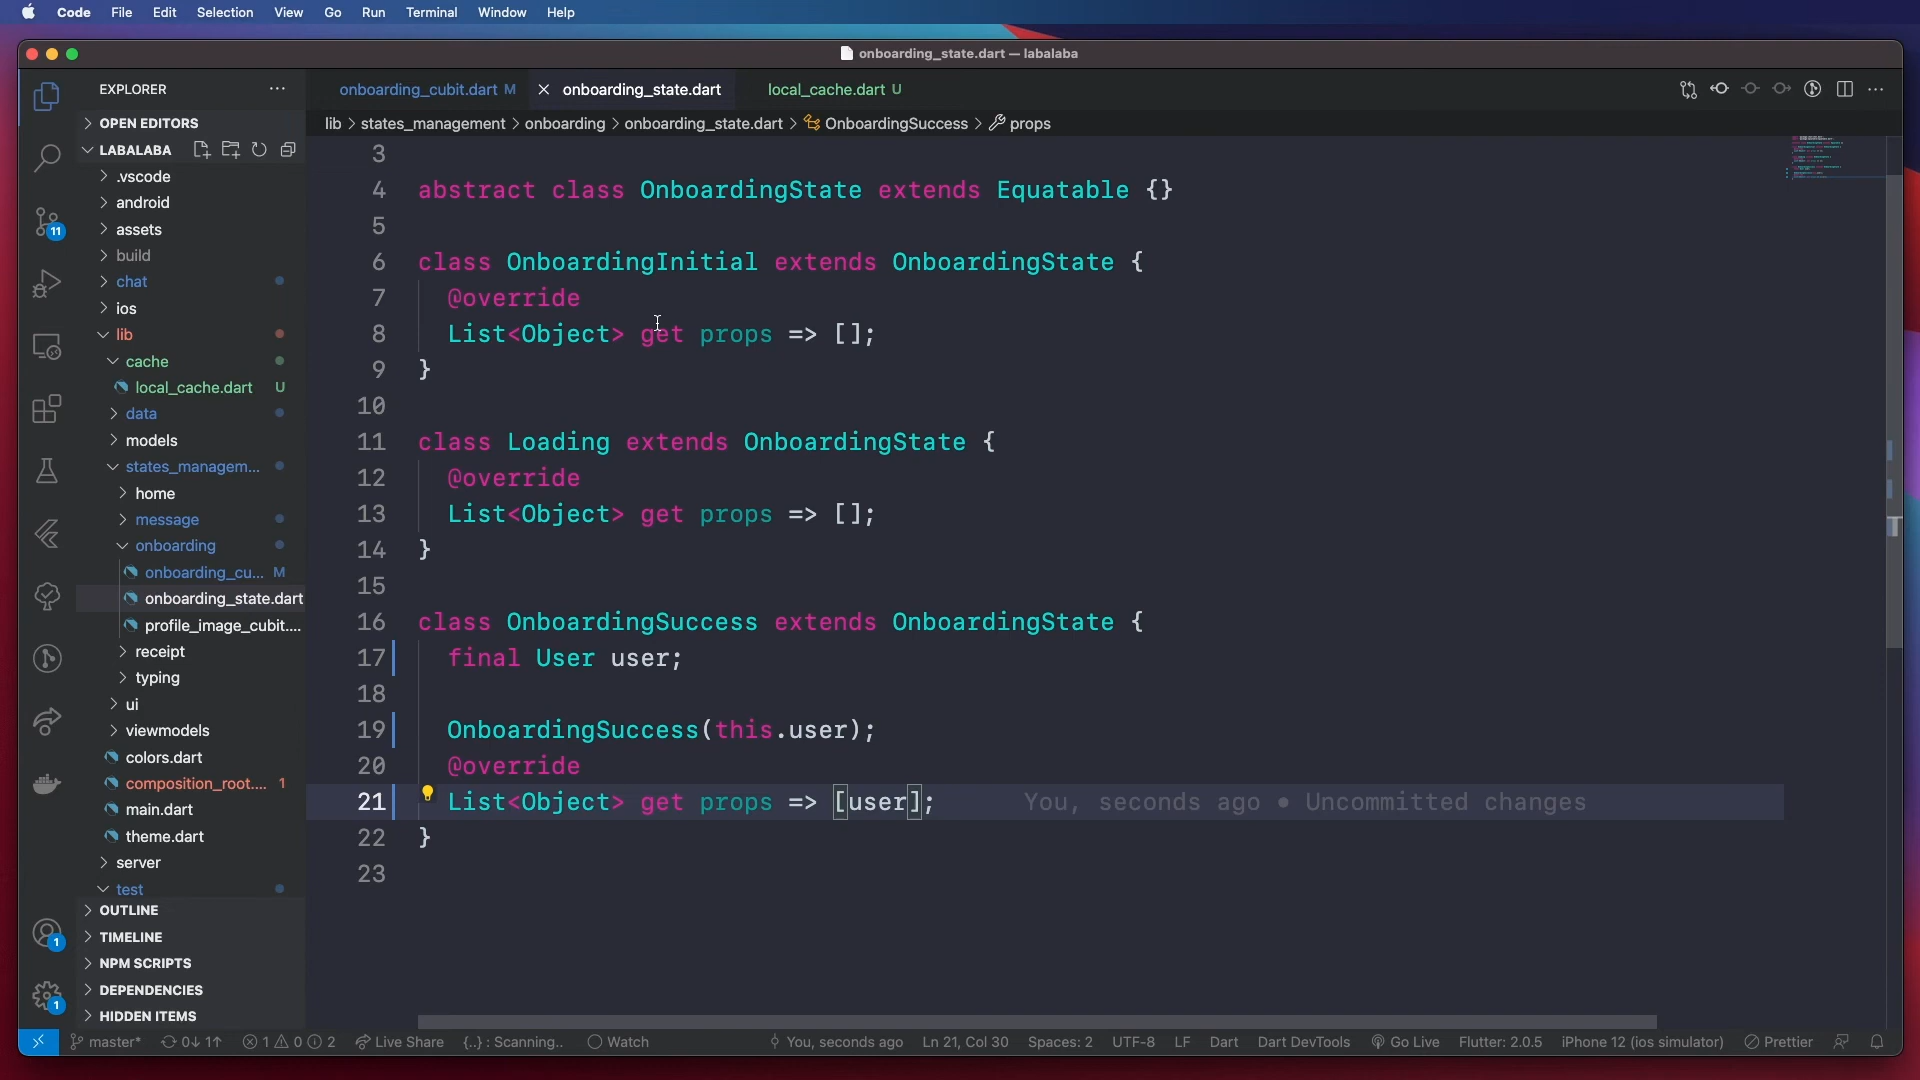 Code File Edit Selection View Go Run Terminal Window Help
onboarding_state.dart — labalaba
EXPLORER
onboarding_cubit.dart M
onboarding_state.dart
local_cache.dart U
OPEN EDITORS
lib > states_management > onboarding > onboarding_state.dart > OnboardingSuccess > props
LABALABA
.vscode
android
assets
build
chat
ios
lib
cache
local_cache.dart U
data
models
states_managem...
home
message
onboarding
onboarding_cu... M
onboarding_state.dart
profile_image_cubit....
receipt
typing
ui
viewmodels
colors.dart
composition_root.... 1
main.dart
theme.dart
server
test
OUTLINE
TIMELINE
NPM SCRIPTS
DEPENDENCIES
HIDDEN ITEMS
11
1
1
3
4 abstract class OnboardingState extends Equatable {}
5
6 class OnboardingInitial extends OnboardingState {
7 @override
8 List<Object> get props => [];
9 }
10
11 class Loading extends OnboardingState {
12 @override
13 List<Object> get props => [];
14 }
15
16 class OnboardingSuccess extends OnboardingState {
17 final User user;
18
19 OnboardingSuccess(this.user);
20 @override
21 List<Object> get props => [user]; You, seconds ago • Uncommitted changes
22 }
23
master* 0↓ 1↑ 1 0 2 Live Share {..} : Scanning.. Watch You, seconds ago Ln 21, Col 30 Spaces: 2 UTF-8 LF Dart Dart DevTools Go Live Flutter: 2.0.5 iPhone 12 (ios simulator) Prettier